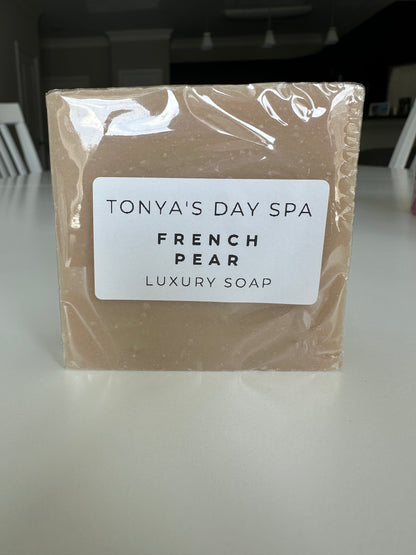 TONYA'S DAY SPA
FRENCH
PEAR
LUXURY SOAP